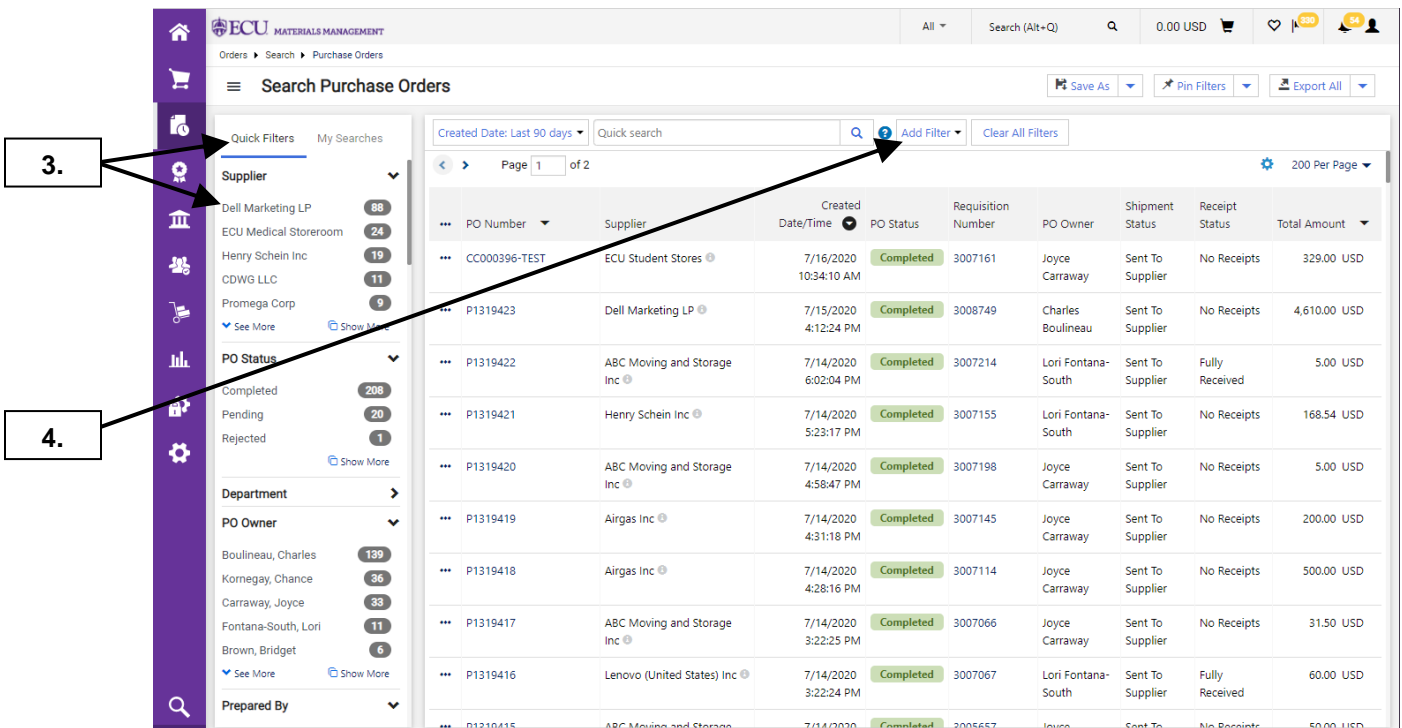 ECU MATERIALS MANAGEMENT
All
Search (Alt+Q)
0.00 USD
330
54
Orders Search Purchase Orders
Search Purchase Orders
Save As
Pin Filters
Export All
3.
4.
Quick Filters My Searches
Supplier
Dell Marketing LP 88
ECU Medical Storeroom 24
Henry Schein Inc 19
CDWG LLC 11
Promega Corp 9
See More Show More
PO Status
Completed 208
Pending 20
Rejected 1
Show More
Department
PO Owner
Boulineau, Charles 139
Kornegay, Chance 36
Carraway, Joyce 33
Fontana-South, Lori 11
Brown, Bridget 6
See More Show More
Prepared By
Created Date: Last 90 days Quick search ? Add Filter Clear All Filters
Page 1 of 2 200 Per Page
PO Number Supplier Created Date/Time PO Status Requisition Number PO Owner Shipment Status Receipt Status Total Amount
CC000396-TEST ECU Student Stores 7/16/2020 Completed 3007161 Joyce Sent To No Receipts 329.00 USD
10:34:10 AM Carraway Supplier
P1319423 Dell Marketing LP 7/15/2020 Completed 3008749 Charles Sent To No Receipts 4,610.00 USD
4:12:24 PM Boulineau Supplier
P1319422 ABC Moving and Storage 7/14/2020 Completed 3007214 Lori Fontana- Sent To Fully 5.00 USD
Inc 6:02:04 PM South Supplier Received
P1319421 Henry Schein Inc 7/14/2020 Completed 3007155 Lori Fontana- Sent To No Receipts 168.54 USD
5:23:17 PM South Supplier
P1319420 ABC Moving and Storage 7/14/2020 Completed 3007198 Joyce Sent To No Receipts 5.00 USD
Inc 4:58:47 PM Carraway Supplier
P1319419 Airgas Inc 7/14/2020 Completed 3007145 Joyce Sent To No Receipts 200.00 USD
4:31:18 PM Carraway Supplier
P1319418 Airgas Inc 7/14/2020 Completed 3007114 Joyce Sent To No Receipts 500.00 USD
4:28:16 PM Carraway Supplier
P1319417 ABC Moving and Storage 7/14/2020 Completed 3007066 Joyce Sent To No Receipts 31.50 USD
Inc 3:22:25 PM Carraway Supplier
P1319416 Lenovo (United States) Inc 7/14/2020 Completed 3007067 Lori Fontana- Sent To Fully 60.00 USD
3:22:24 PM South Supplier Received
P1319415 ABC Moving and Storage 7/14/2020 Completed 3005657 Joyce Sent To No Receipts 50.00 USD